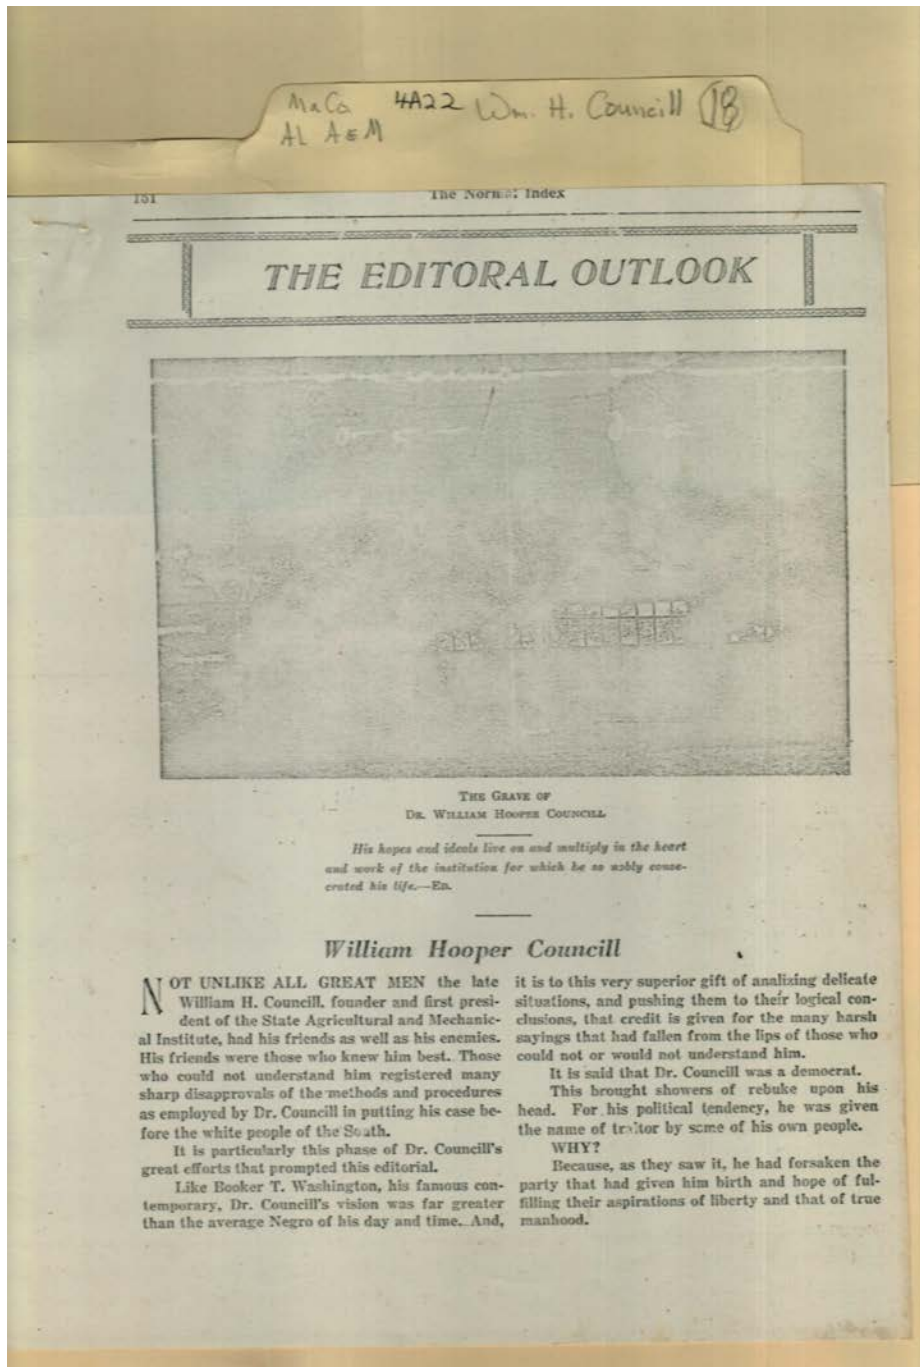 MaCo 4A22 Wm. H. Councill 18
AL A&M
151 The Normal Index
THE EDITORAL OUTLOOK
THE GRAVE OF
DR. WILLIAM HOOPER COUNCILL
His hopes and ideals live on and multiply in the heart
and work of the institution for which he so nobly conse-
crated his life.—ED.
William Hooper Councill
NOT UNLIKE ALL GREAT MEN the late
William H. Councill, founder and first presi-
dent of the State Agricultural and Mechanic-
al Institute, had his friends as well as his enemies.
His friends were those who knew him best. Those
who could not understand him registered many
sharp disapprovals of the methods and procedures
as employed by Dr. Councill in putting his case be-
fore the white people of the South.
It is particularly this phase of Dr. Councill's
great efforts that prompted this editorial.
Like Booker T. Washington, his famous con-
temporary, Dr. Councill's vision was far greater
than the average Negro of his day and time. And,
it is to this very superior gift of analizing delicate
situations, and pushing them to their logical con-
clusions, that credit is given for the many harsh
sayings that had fallen from the lips of those who
could not or would not understand him.
It is said that Dr. Councill was a democrat.
This brought showers of rebuke upon his
head. For his political tendency, he was given
the name of traitor by some of his own people.
WHY?
Because, as they saw it, he had forsaken the
party that had given him birth and hope of ful-
filling their aspirations of liberty and that of true
manhood.